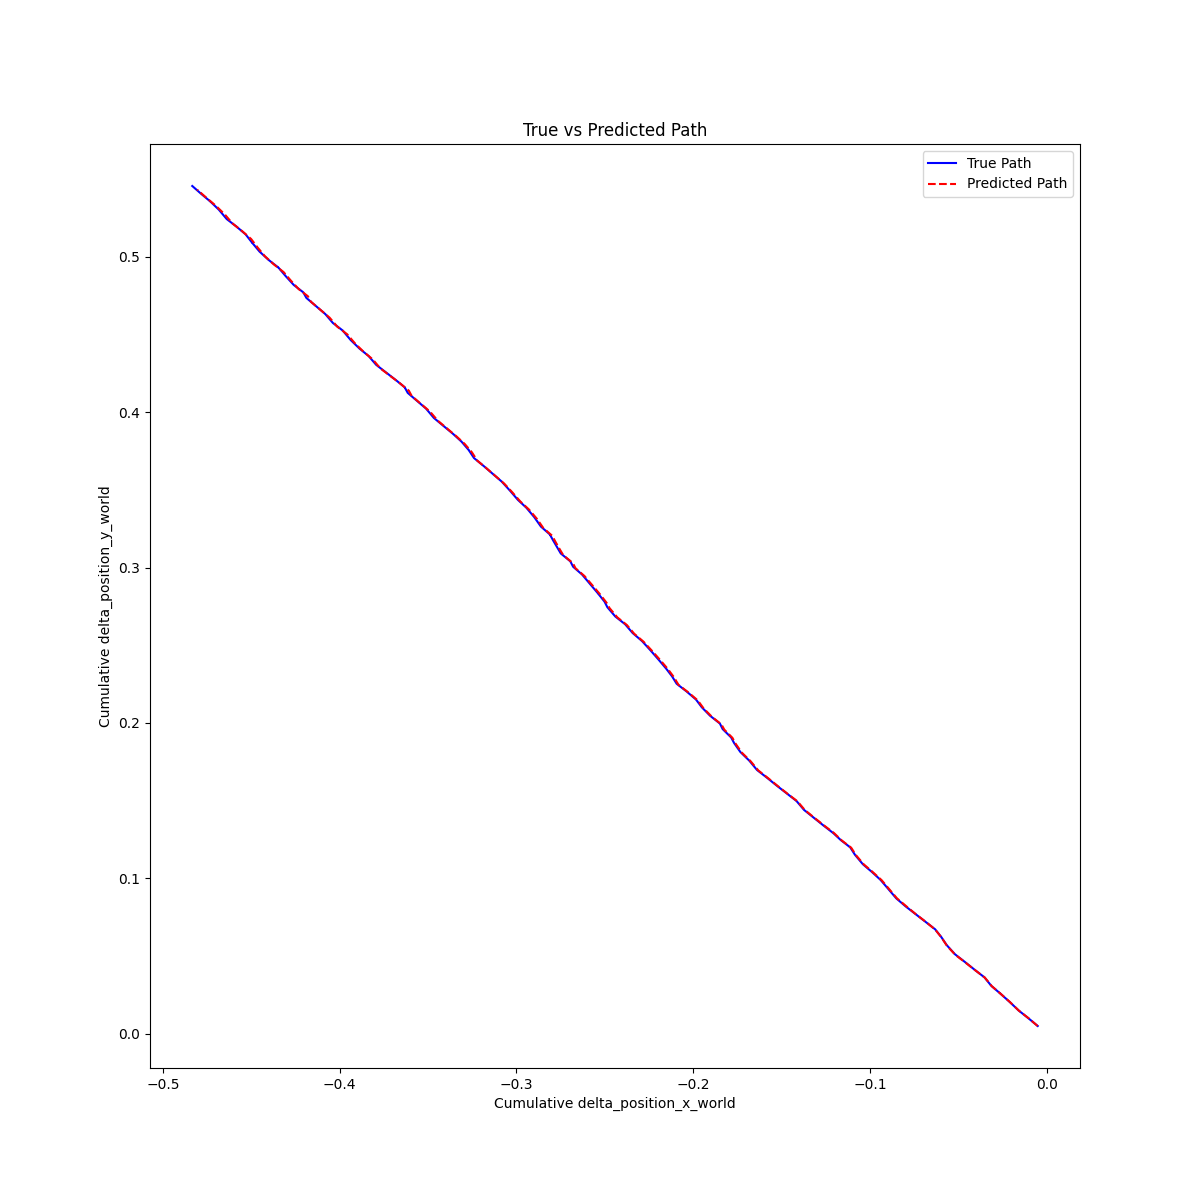 True vs Predicted Path
True Path
Predicted Path
Cumulative delta_position_y_world
0.5
0.4
0.3
0.2
0.1
0.0
−0.5
−0.4
−0.3
−0.2
−0.1
0.0
Cumulative delta_position_x_world